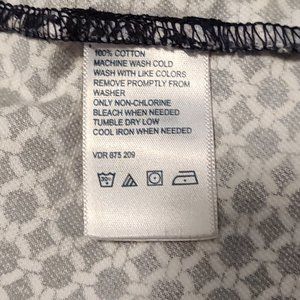 100% COTTON
MACHINE WASH COLD
WASH WITH LIKE COLORS
REMOVE PROMPTLY FROM
WASHER
ONLY NON-CHLORINE
BLEACH WHEN NEEDED
TUMBLE DRY LOW
COOL IRON WHEN NEEDED
VDR 873 209